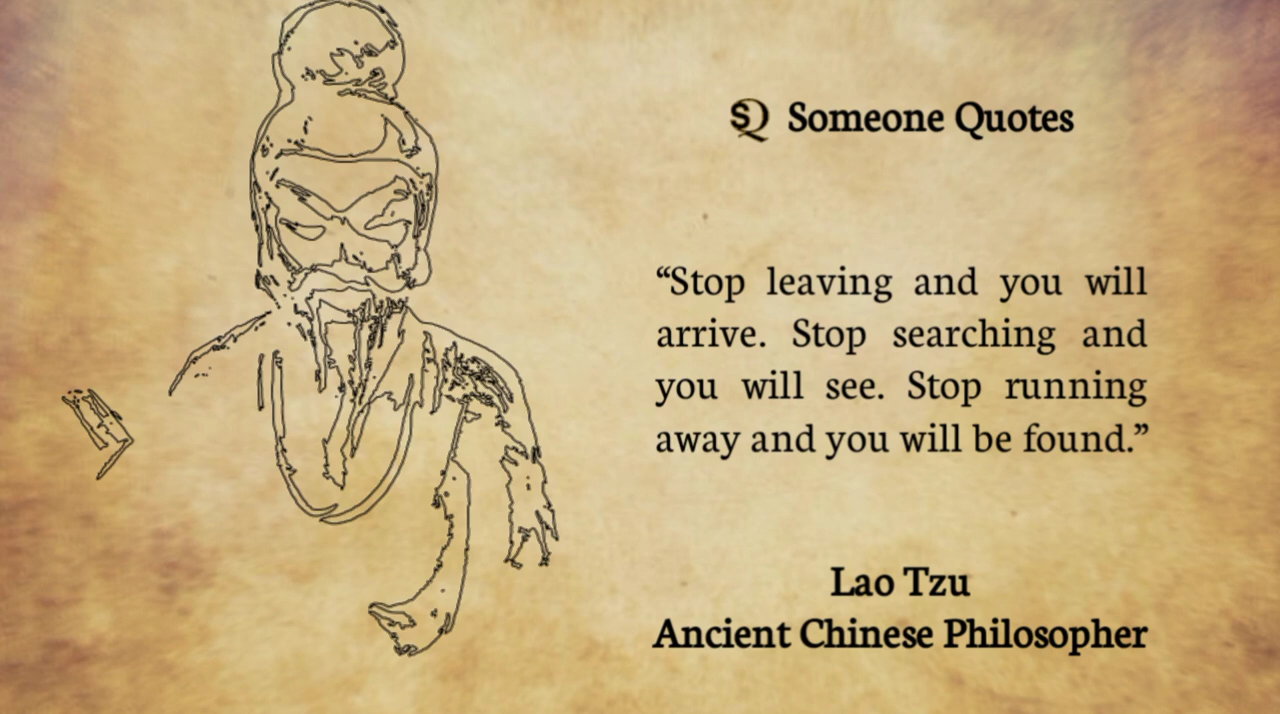 SQ Someone Quotes
“Stop leaving and you will
arrive. Stop searching and
you will see. Stop running
away and you will be found.”
Lao Tzu
Ancient Chinese Philosopher